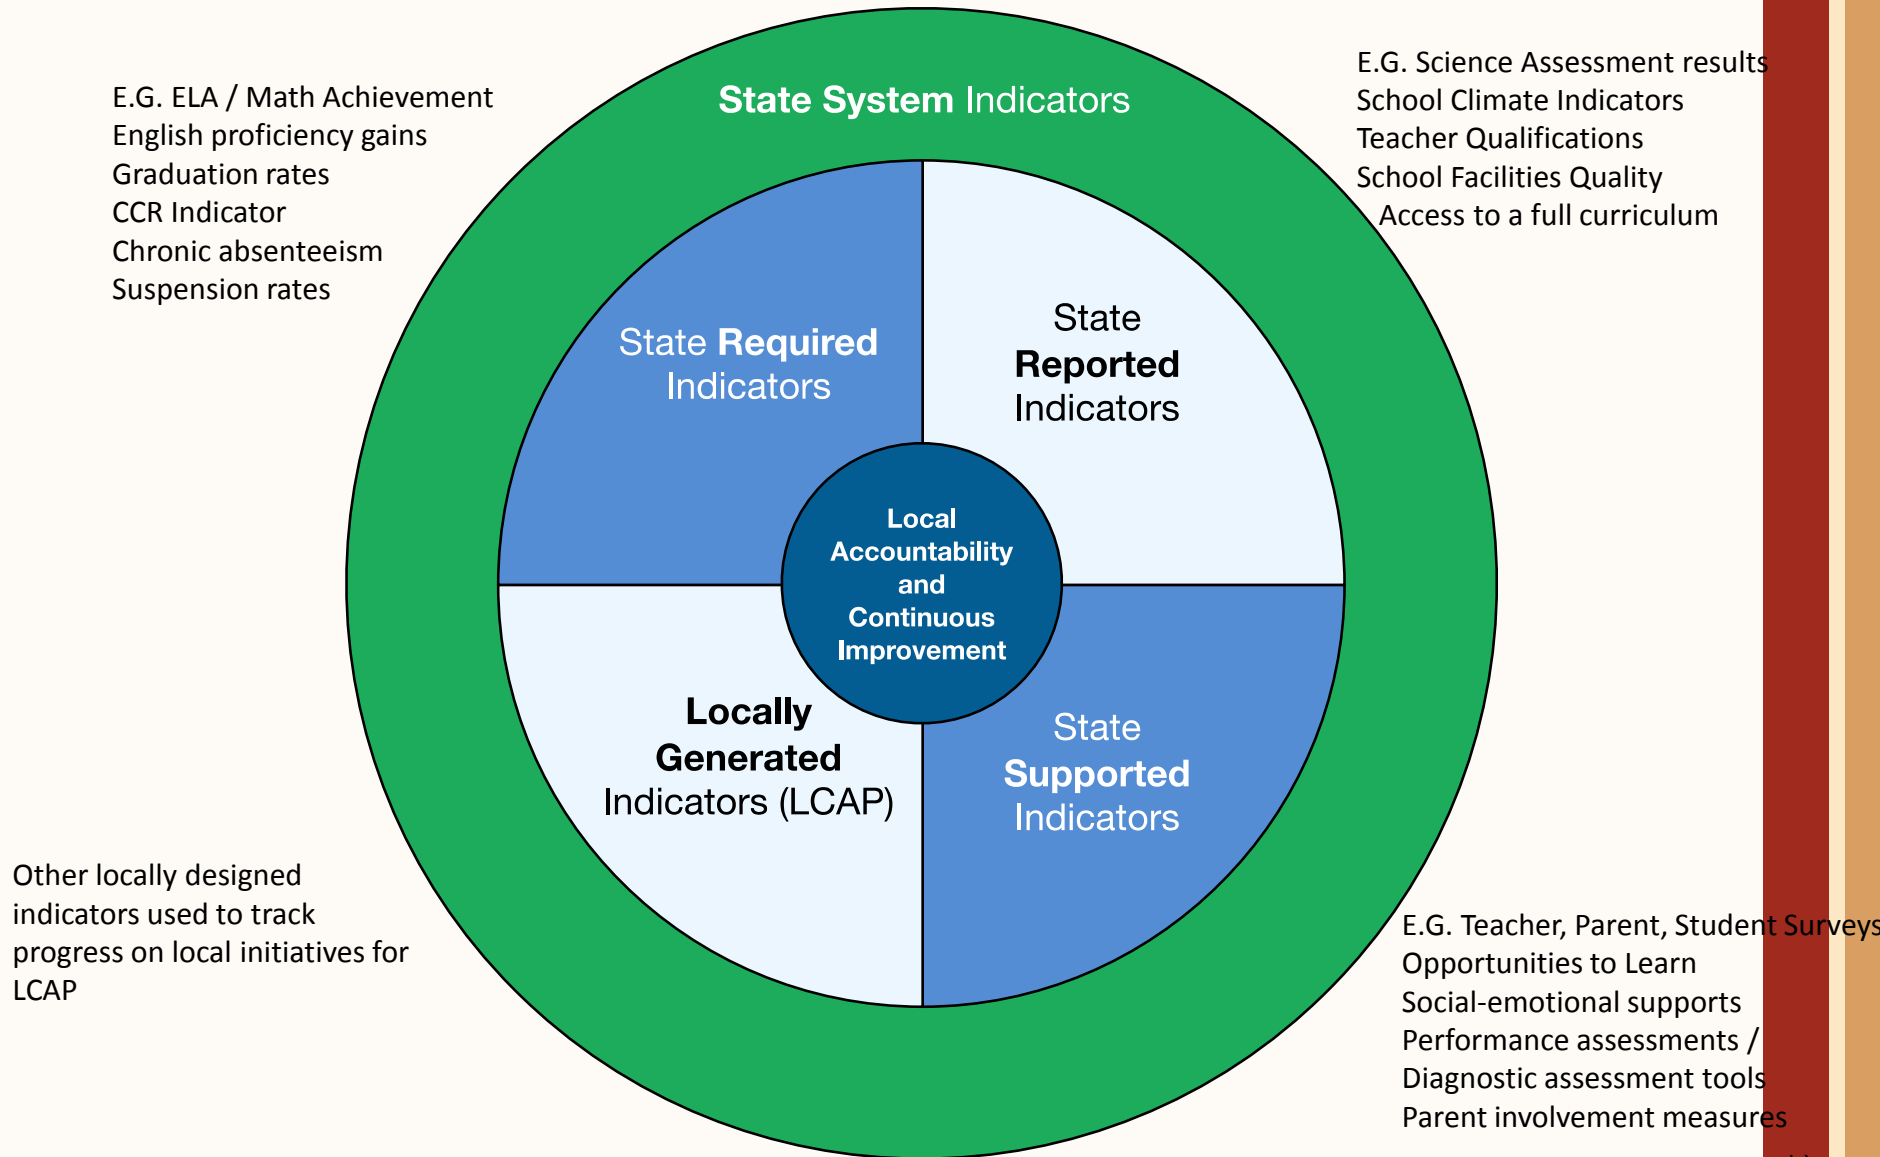 State System Indicators
E.G. ELA / Math Achievement
English proficiency gains
Graduation rates
CCR Indicator
Chronic absenteeism
Suspension rates
E.G. Science Assessment results
School Climate Indicators
Teacher Qualifications
School Facilities Quality
Access to a full curriculum
State Required
Indicators
State
Reported
Indicators
Local
Accountability
and
Continuous
Improvement
Locally
Generated
Indicators (LCAP)
State
Supported
Indicators
Other locally designed
indicators used to track
progress on local initiatives for
LCAP
E.G. Teacher, Parent, Student Surveys
Opportunities to Learn
Social-emotional supports
Performance assessments /
Diagnostic assessment tools
Parent involvement measures